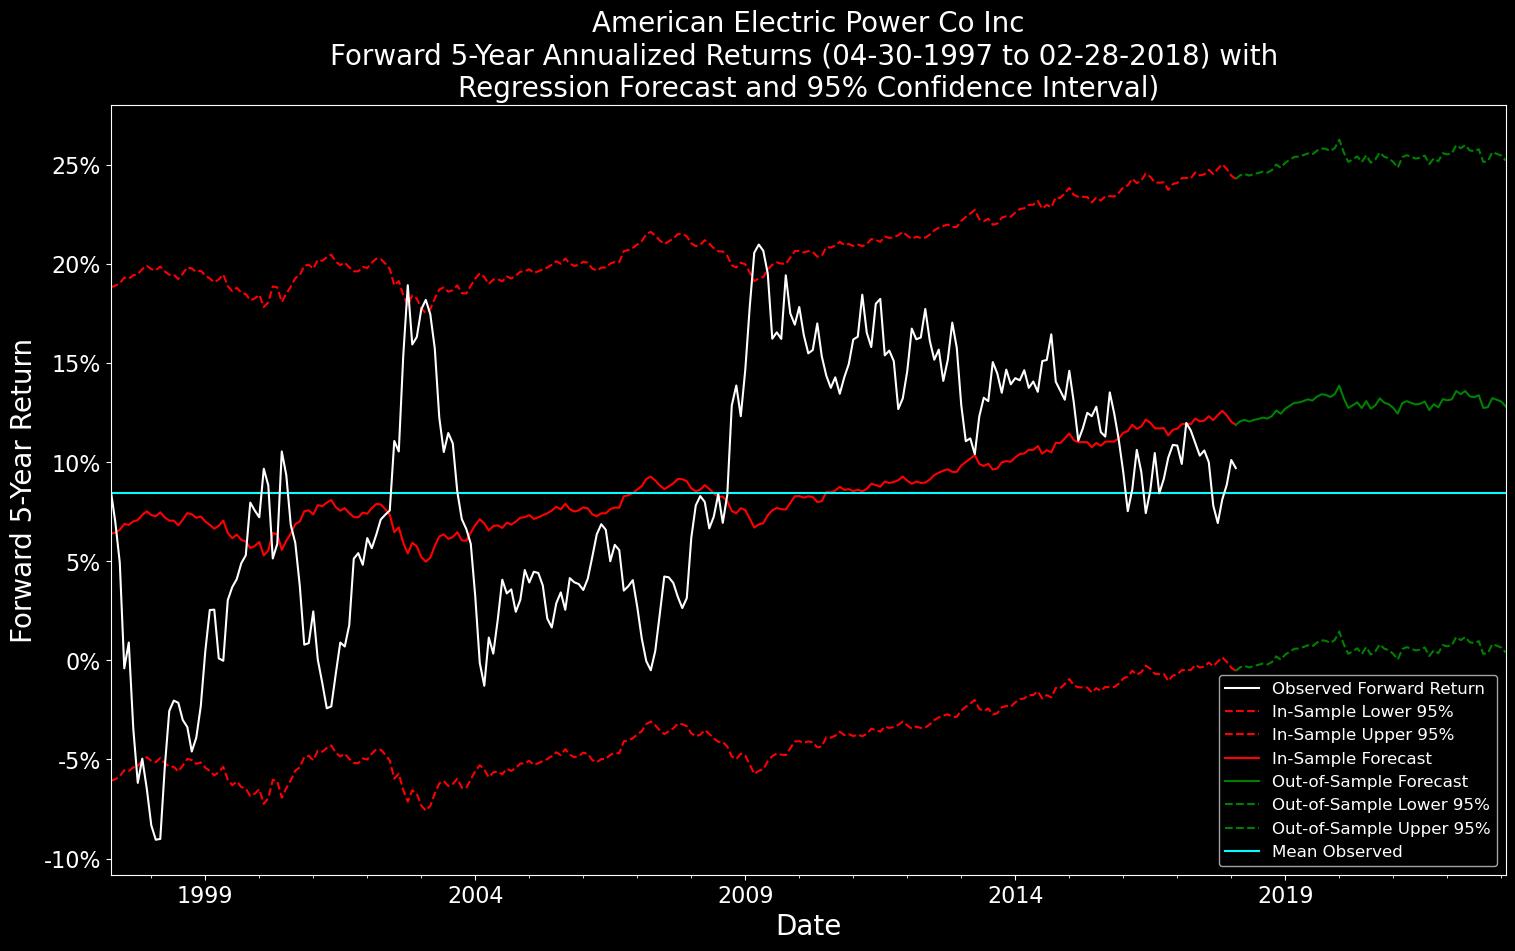 American Electric Power Co Inc
Forward 5-Year Annualized Returns (04-30-1997 to 02-28-2018) with
Regression Forecast and 95% Confidence Interval)
Forward 5-Year Return
25%
20%
15%
10%
5%
0%
-5%
-10%
Observed Forward Return
In-Sample Lower 95%
In-Sample Upper 95%
In-Sample Forecast
Out-of-Sample Forecast
Out-of-Sample Lower 95%
Out-of-Sample Upper 95%
Mean Observed
1999 2004 2009 2014 2019
Date